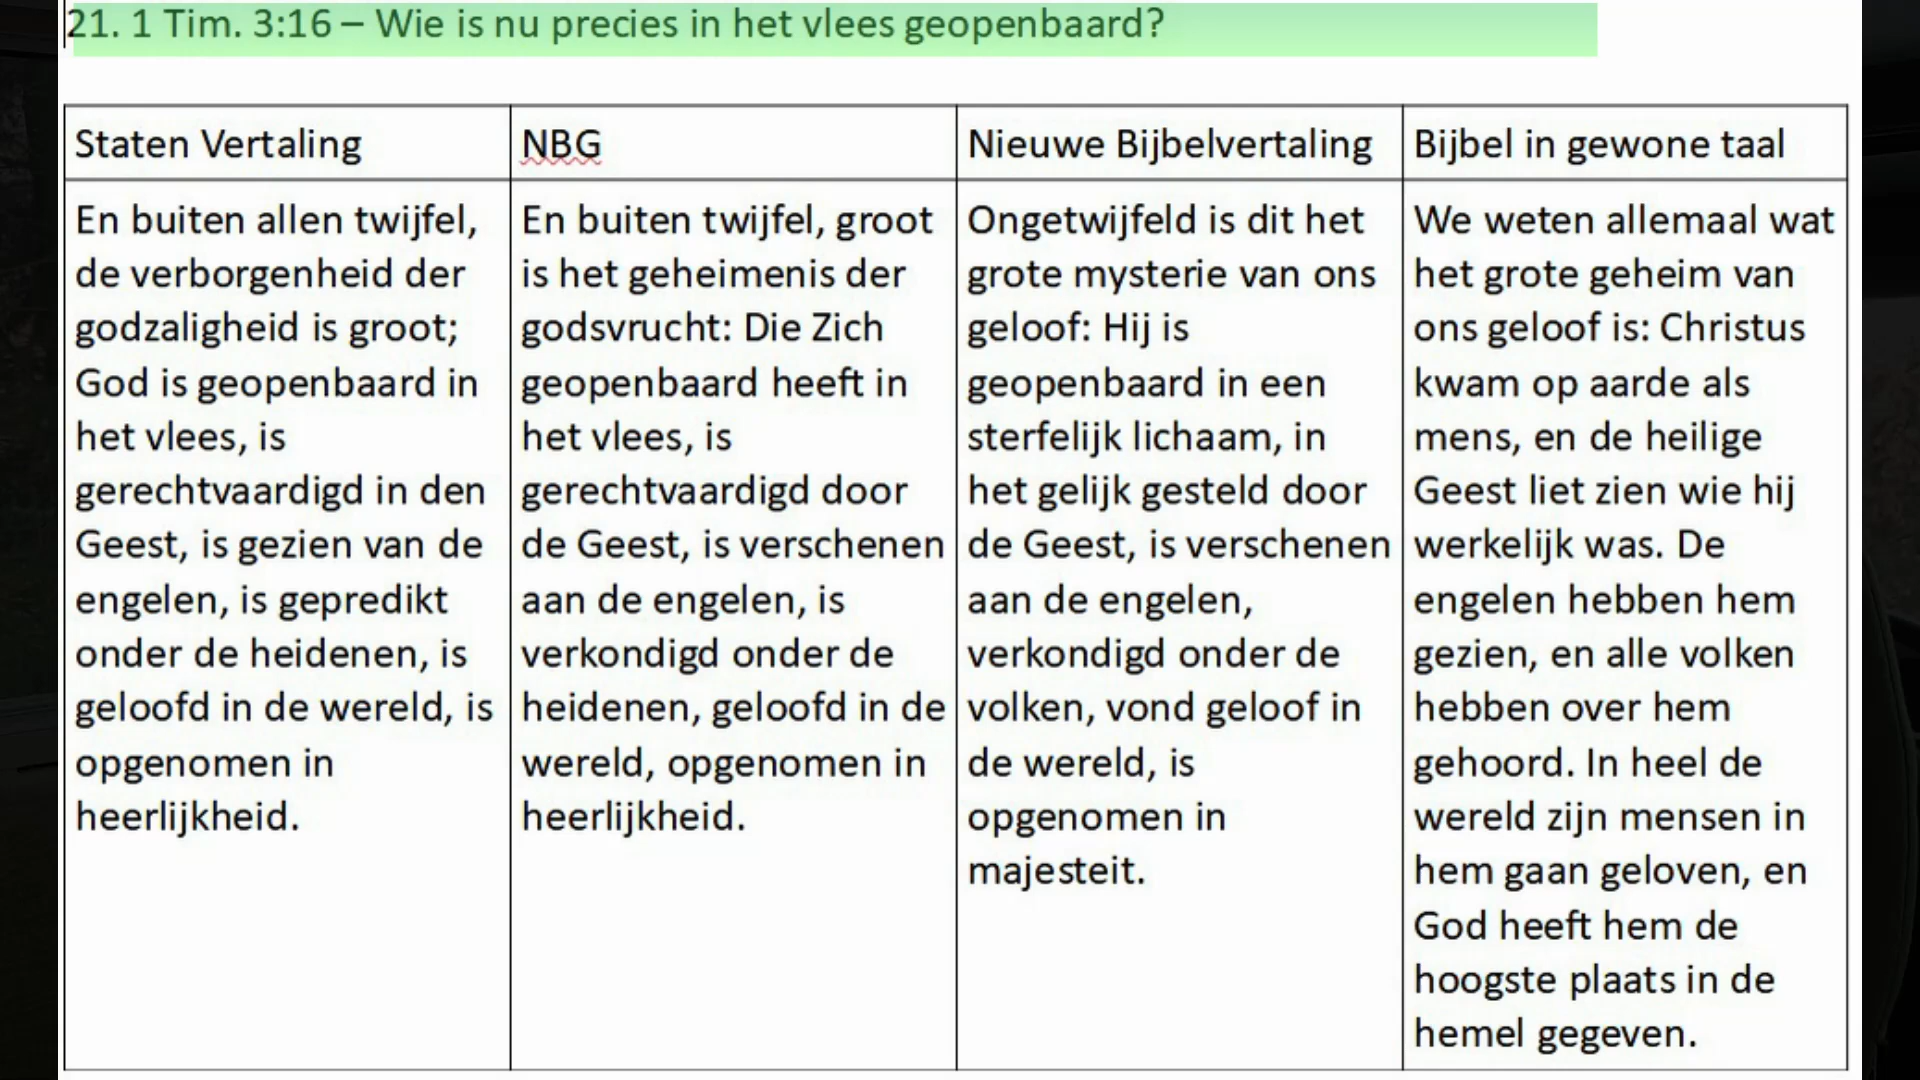 21. 1 Tim. 3:16 – Wie is nu precies in het vlees geopenbaard?
Staten Vertaling
En buiten allen twijfel,
de verborgenheid der
godzaligheid is groot;
God is geopenbaard in
het vlees, is
gerechtvaardigd in den
Geest, is gezien van de
engelen, is gepredikt
onder de heidenen, is
geloofd in de wereld, is
opgenomen in
heerlijkheid.
NBG
En buiten twijfel, groot
is het geheimenis der
godsvrucht: Die Zich
geopenbaard heeft in
het vlees, is
gerechtvaardigd door
de Geest, is verschenen
aan de engelen, is
verkondigd onder de
heidenen, geloofd in de
wereld, opgenomen in
heerlijkheid.
Nieuwe Bijbelvertaling
Ongetwijfeld is dit het
grote mysterie van ons
geloof: Hij is
geopenbaard in een
sterfelijk lichaam, in
het gelijk gesteld door
de Geest, is verschenen
aan de engelen,
verkondigd onder de
volken, vond geloof in
de wereld, is
opgenomen in
majesteit.
Bijbel in gewone taal
We weten allemaal wat
het grote geheim van
ons geloof is: Christus
kwam op aarde als
mens, en de heilige
Geest liet zien wie hij
werkelijk was. De
engelen hebben hem
gezien, en alle volken
hebben over hem
gehoord. In heel de
wereld zijn mensen in
hem gaan geloven, en
God heeft hem de
hoogste plaats in de
hemel gegeven.